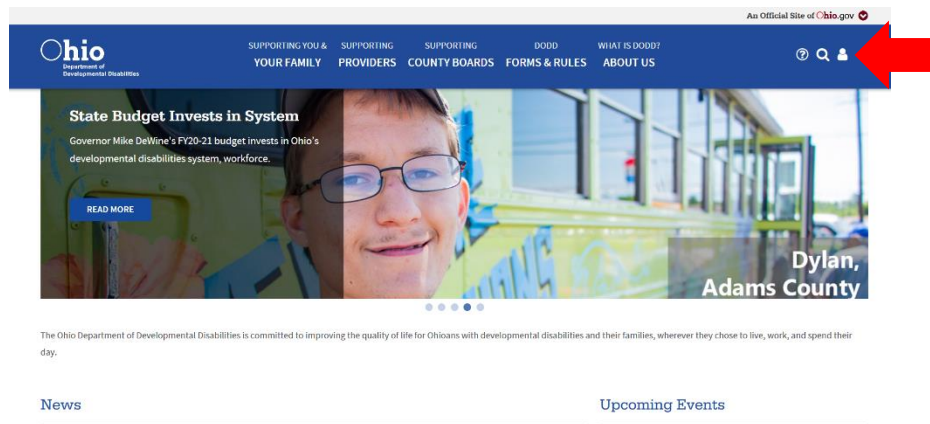 An Official Site of Ohio.gov
Ohio
Department of
Developmental Disabilities
SUPPORTING YOU &
YOUR FAMILY
SUPPORTING
PROVIDERS
SUPPORTING
COUNTY BOARDS
DODD
FORMS & RULES
WHAT IS DODD?
ABOUT US
State Budget Invests in System
Governor Mike DeWine's FY20-21 budget invests in Ohio's
developmental disabilities system, workforce.
READ MORE
Dylan,
Adams County
The Ohio Department of Developmental Disabilities is committed to improving the quality of life for Ohioans with developmental disabilities and their families, wherever they chose to live, work, and spend their
day.
News
Upcoming Events